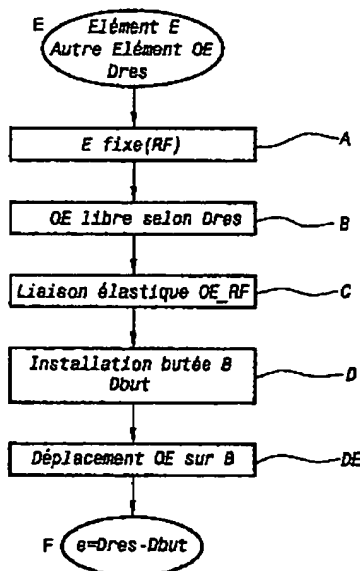 E
Elément E
Autre Elément OE
Dres
E fixe(RF)
A
OE libre selon Dres
B
Liaison élastique OE_RF
C
Installation butée B
Dbut
D
Déplacement OE sur B
DE
F
e=Dres-Dbut